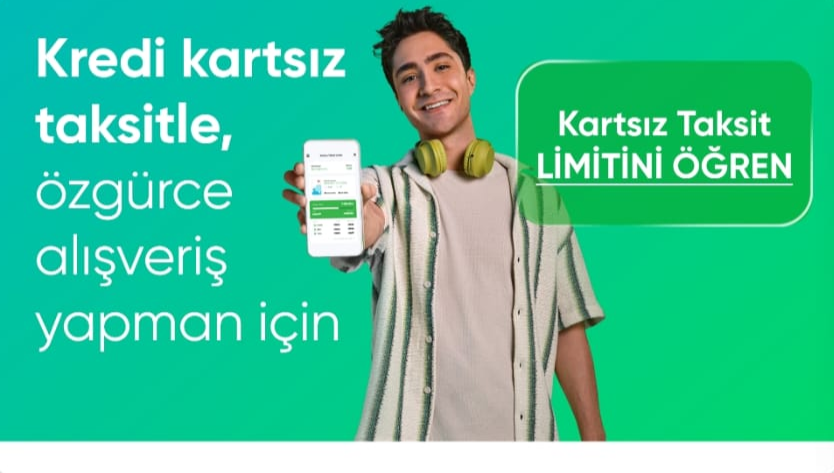 Kredi kartsız
taksitle,
özgürce
alışveriş
yapman için
Kartsız Taksit
LİMİTİNİ ÖĞREN